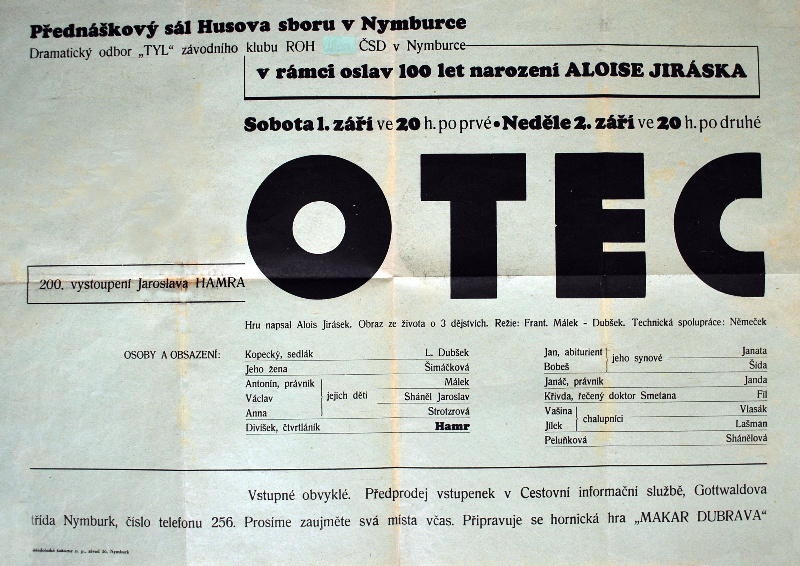 Přednáškový sál Husova sboru v Nymburce
Dramatický odbor „TYL“ závodního klubu ROH ČSD v Nymburce
v rámci oslav 100 let narození ALOISE JIRÁSKA
Sobota 1. září ve 20 h. po prvé • Neděle 2. září ve 20 h. po druhé
OTEC
200. vystoupení Jaroslava HAMRA
Hru napsal Alois Jirásek. Obraz ze života o 3 dějstvích. Režie: Frant. Málek - Dubšek. Technická spolupráce: Němeček
OSOBY A OBSAZENÍ:
Kopecký, sedlák L. Dubšek
Jeho žena Šimáčková
Antonín, právník Málek
Václav jejich děti Sháněl Jaroslav
Anna Strotzrová
Divíšek, čtvrtláník Hamr
Jan, abiturient jeho synové Janata
Bobeš Šída
Janáč, právník Janda
Křivda, řečený doktor Smetana Fil
Vašina chalupníci Vlasák
Jílek Lašman
Peluňková Shánělová
Vstupné obvyklé. Předprodej vstupenek v Cestovní informační službě, Gottwaldova
třída Nymburk, číslo telefonu 256. Prosíme zaujměte svá místa včas. Připravuje se hornická hra „MAKAR DUBRAVA“
n. p., závod 26, Nymburk